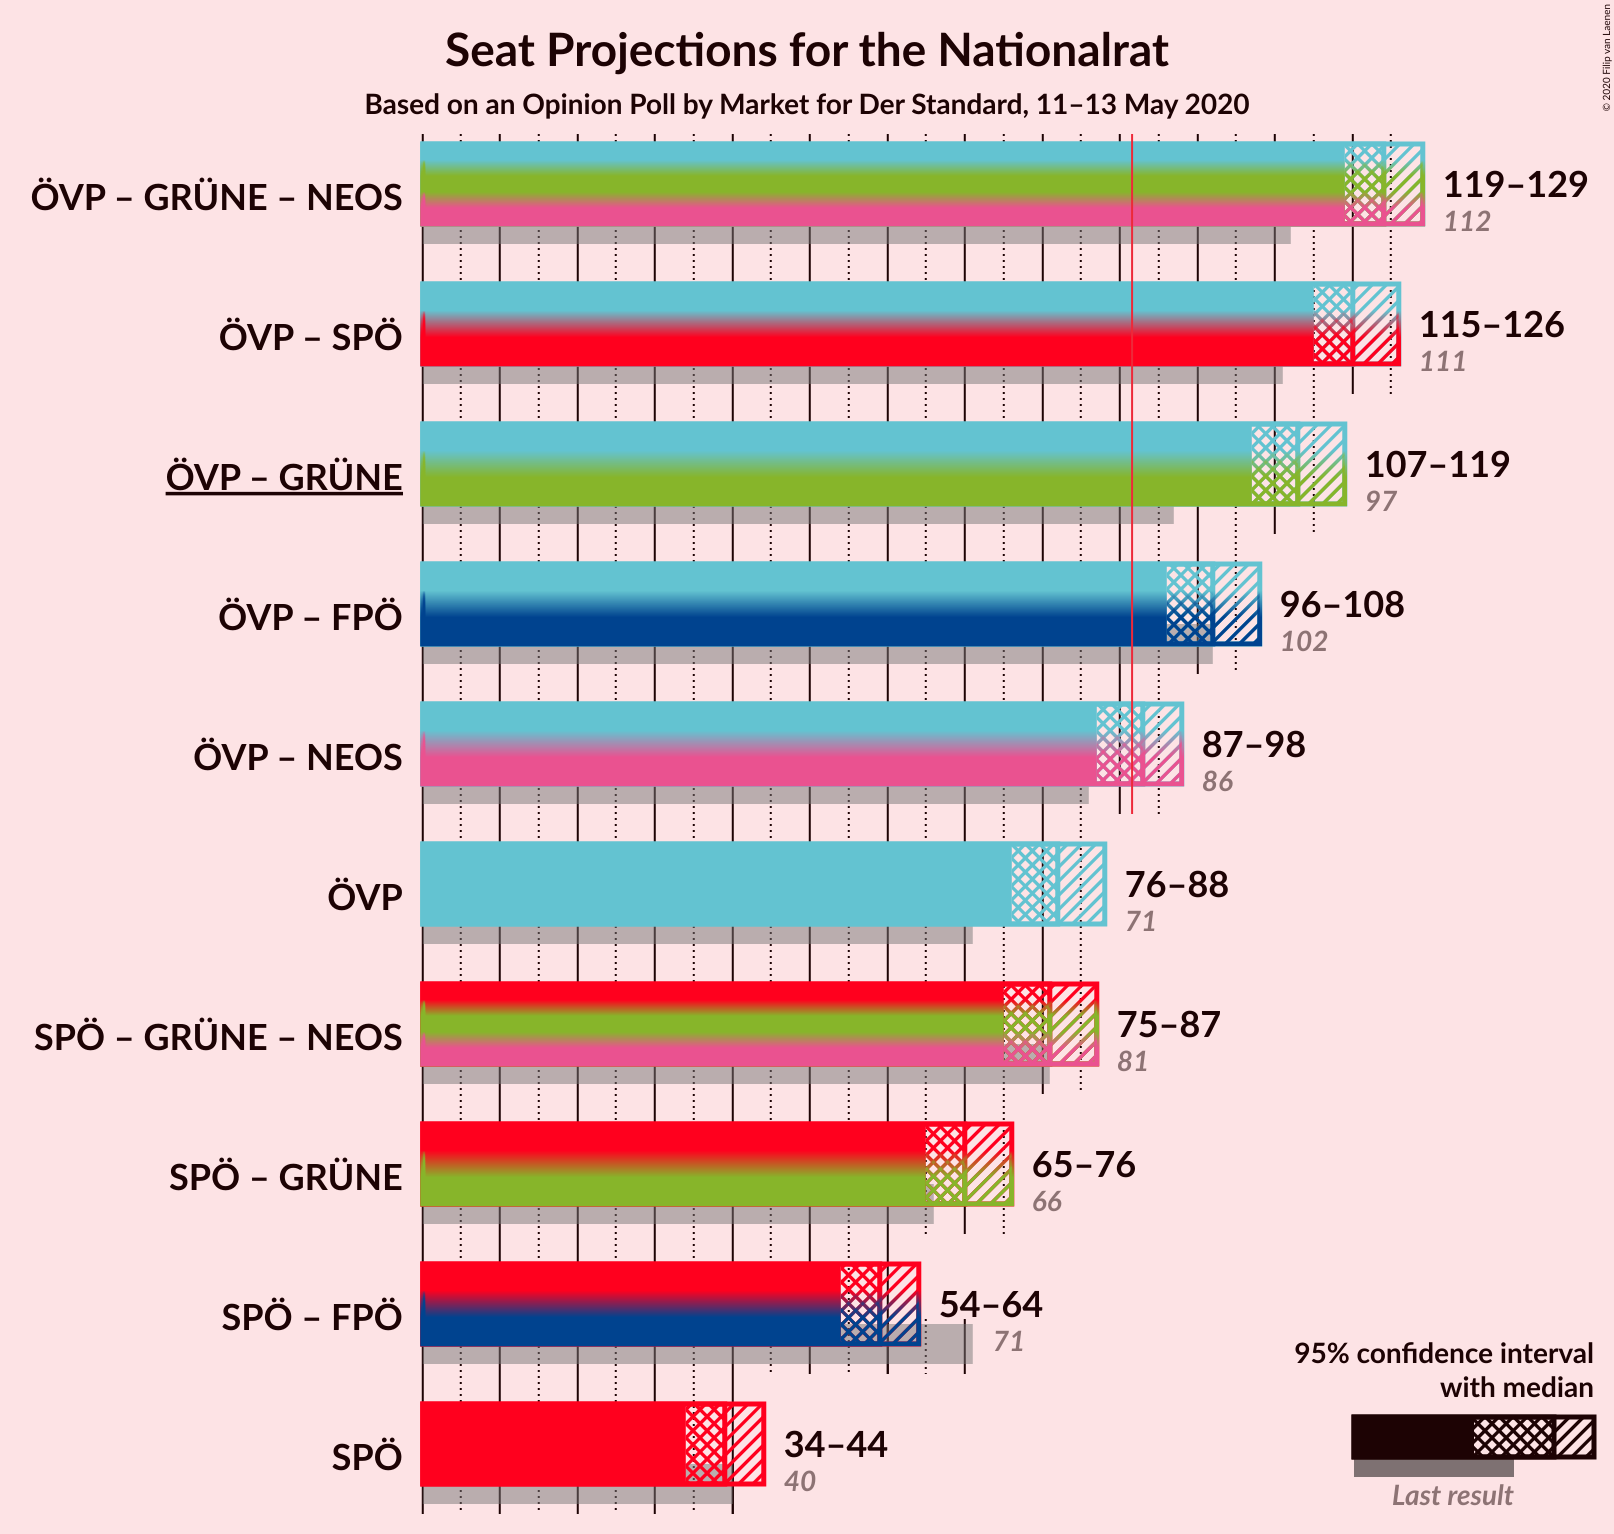 Seat Projections for the Nationalrat
Based on an Opinion Poll by Market for Der Standard, 11–13 May 2020
© 2020 Filip van Laenen
ÖVP – GRÜNE – NEOS
119–129
112
ÖVP – SPÖ
115–126
111
ÖVP – GRÜNE
107–119
97
ÖVP – FPÖ
96–108
102
ÖVP – NEOS
87–98
86
ÖVP
76–88
71
SPÖ – GRÜNE – NEOS
75–87
81
SPÖ – GRÜNE
65–76
66
SPÖ – FPÖ
54–64
71
SPÖ
34–44
40
95% confidence interval
with median
Last result